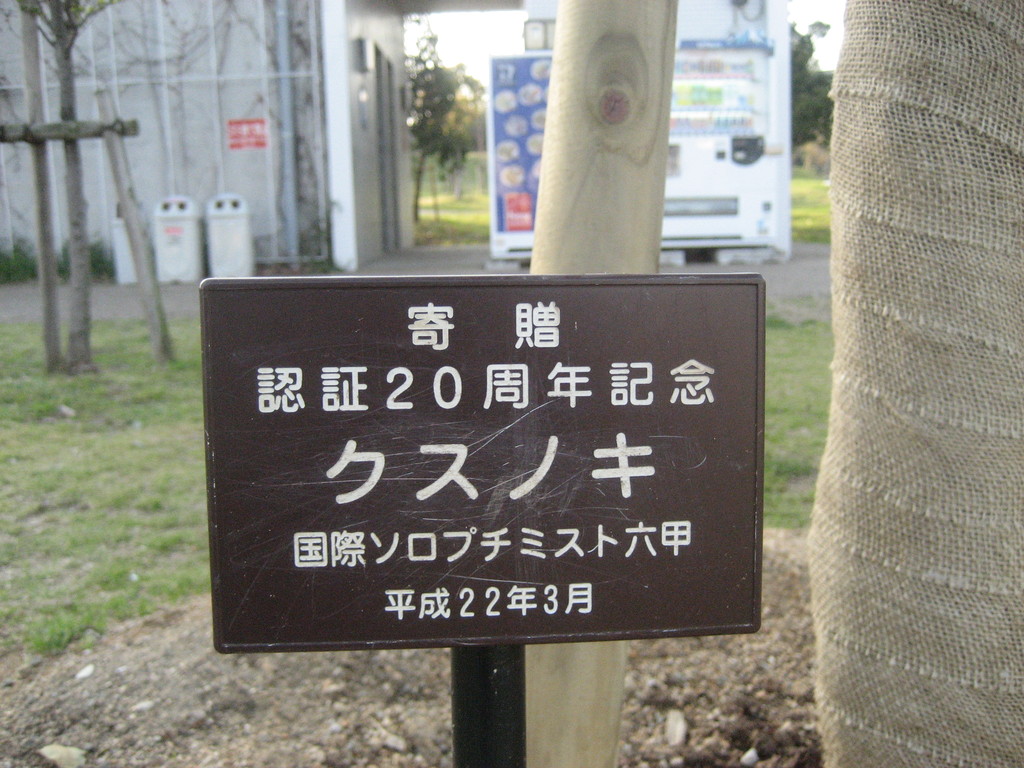 寄贈
認証20周年記念
クスノキ
国際ソロプチミスト六甲
平成22年3月